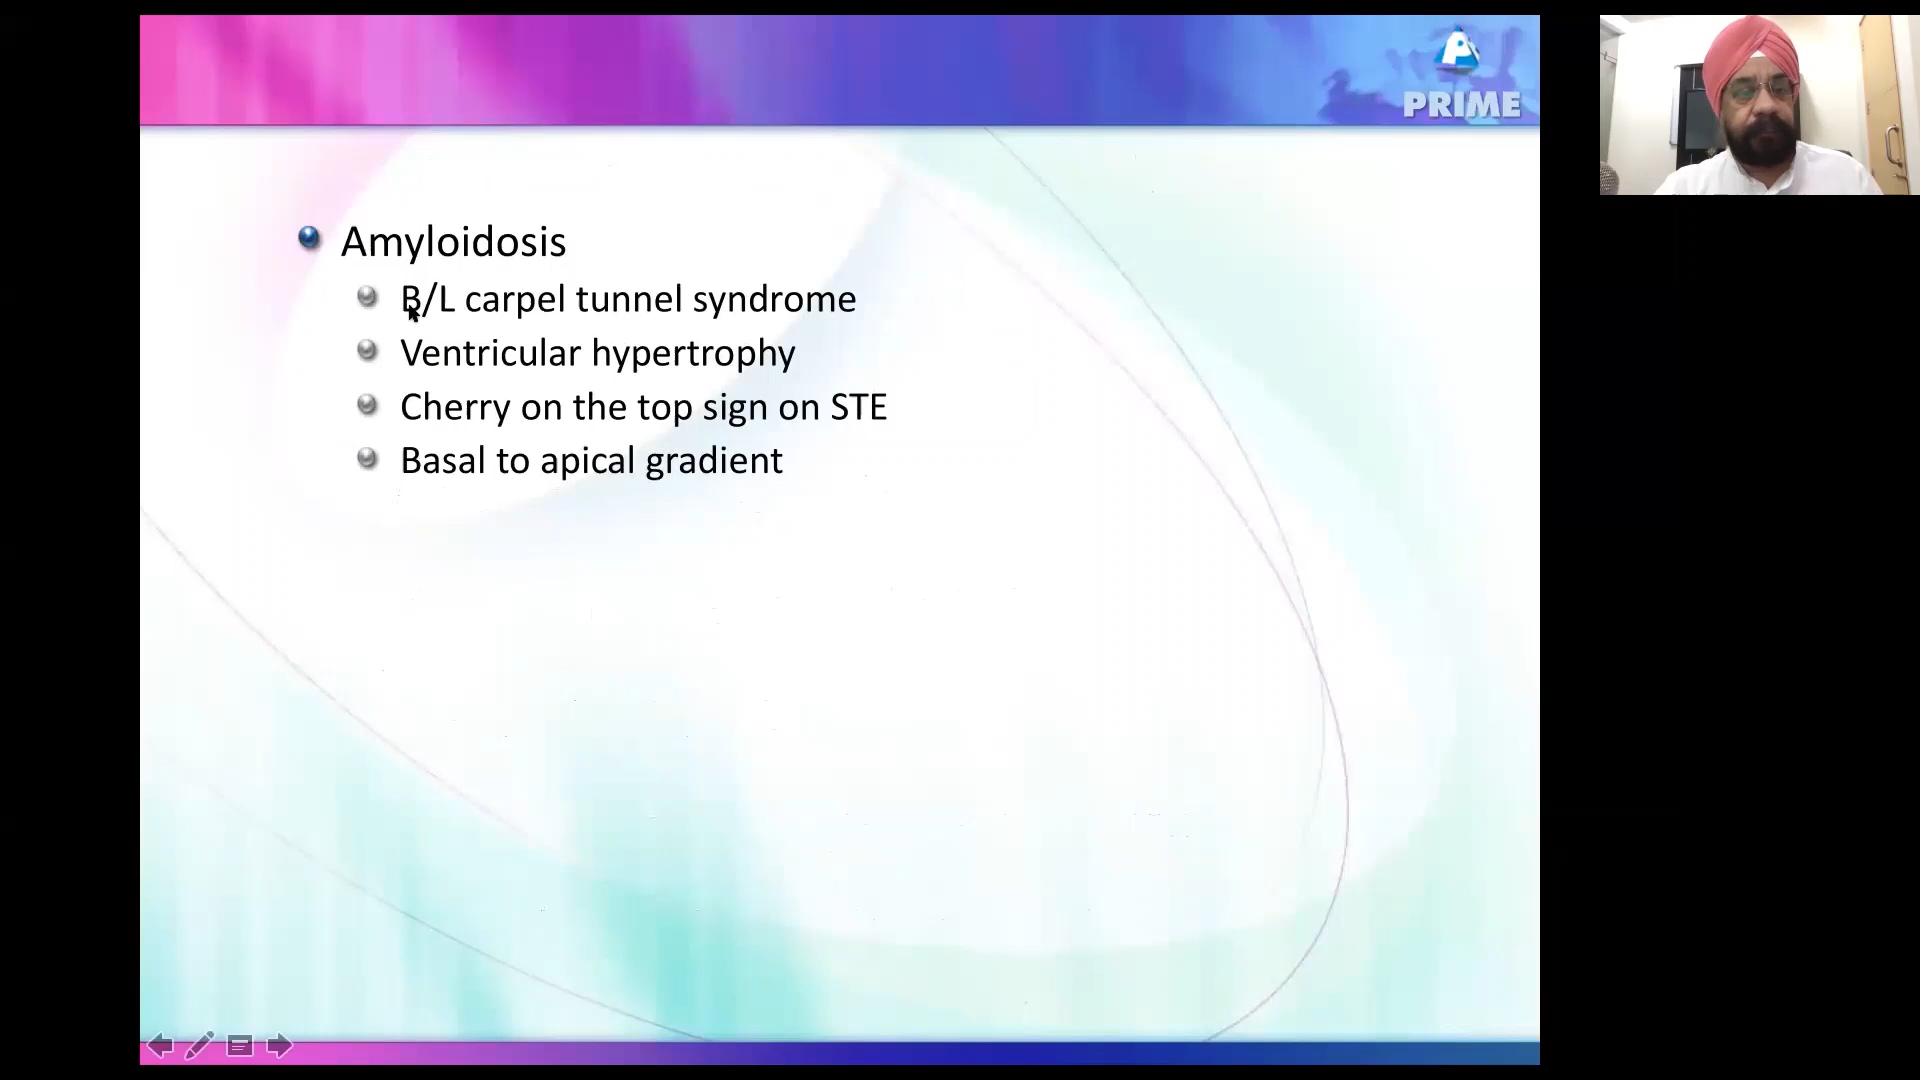 PRIME
Amyloidosis
B/L carpel tunnel syndrome
Ventricular hypertrophy
Cherry on the top sign on STE
Basal to apical gradient